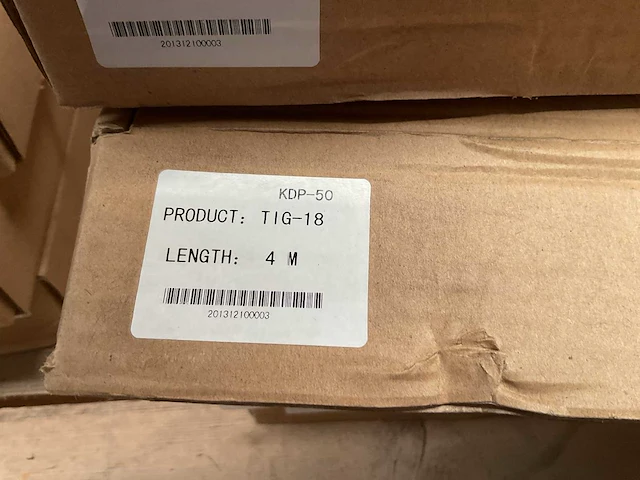 201312100003
KDP-50
PRODUCT: TIG-18
LENGTH: 4 M
201312100003